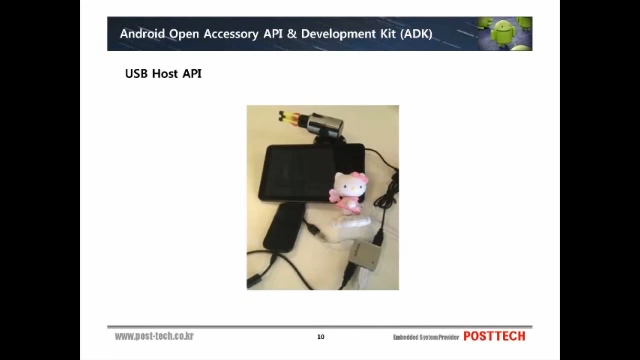 Android Open Accessory API & Development Kit (ADK)
USB Host API
www.post-tech.co.kr
10
Embedded System Provider POSTTECH